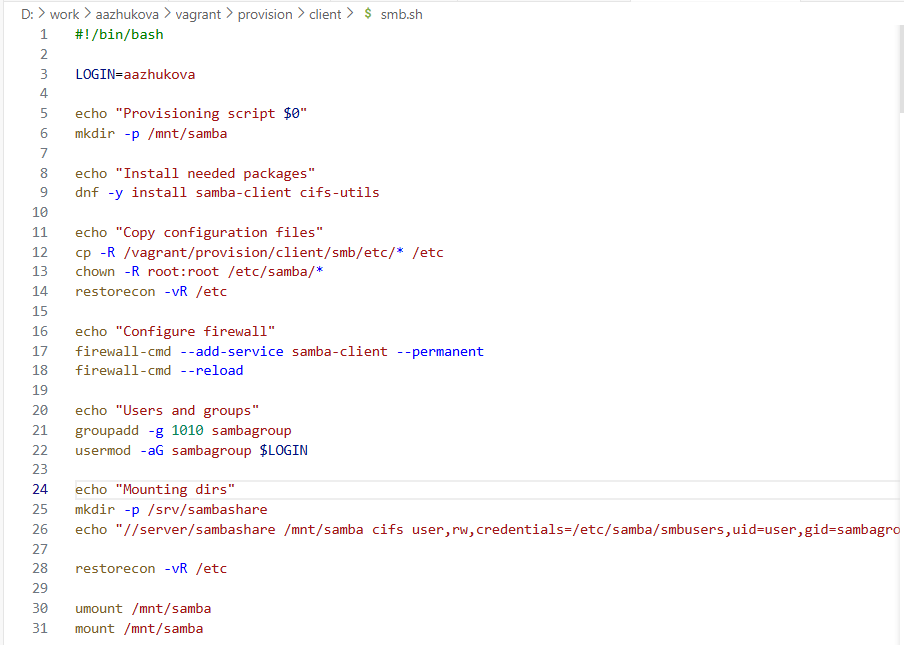 D: > work > aazhukova > vagrant > provision > client > $ smb.sh
1 #!/bin/bash
2
3 LOGIN=aazhukova
4
5 echo "Provisioning script $0"
6 mkdir -p /mnt/samba
7
8 echo "Install needed packages"
9 dnf -y install samba-client cifs-utils
10
11 echo "Copy configuration files"
12 cp -R /vagrant/provision/client/smb/etc/* /etc
13 chown -R root:root /etc/samba/*
14 restorecon -vR /etc
15
16 echo "Configure firewall"
17 firewall-cmd --add-service samba-client --permanent
18 firewall-cmd --reload
19
20 echo "Users and groups"
21 groupadd -g 1010 sambagroup
22 usermod -aG sambagroup $LOGIN
23
24 echo "Mounting dirs"
25 mkdir -p /srv/sambashare
26 echo "//server/sambashare /mnt/samba cifs user,rw,credentials=/etc/samba/smbusers,uid=user,gid=sambagro
27
28 restorecon -vR /etc
29
30 umount /mnt/samba
31 mount /mnt/samba